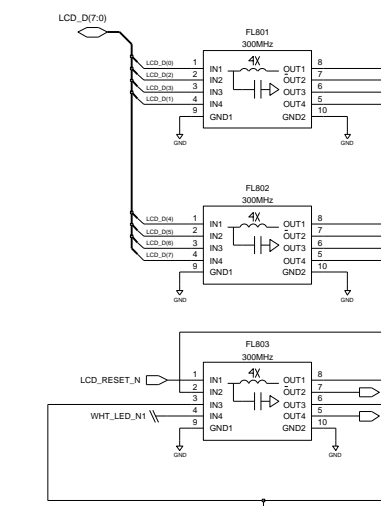 LCD_D(7:0)
FL801
300MHz
LCD_D(0) 1 IN1 4X OUT1 8
LCD_D(2) 2 IN2 OUT2 7
LCD_D(3) 3 IN3 OUT3 6
LCD_D(1) 4 IN4 OUT4 5
9 GND1 GND2 10
GND GND
FL802
300MHz
LCD_D(4) 1 IN1 4X OUT1 8
LCD_D(5) 2 IN2 OUT2 7
LCD_D(6) 3 IN3 OUT3 6
LCD_D(7) 4 IN4 OUT4 5
9 GND1 GND2 10
GND GND
FL803
300MHz
LCD_RESET_N 1 IN1 4X OUT1 8
2 IN2 OUT2 7
3 IN3 OUT3 6
WHT_LED_N1 4 IN4 OUT4 5
9 GND1 GND2 10
GND GND